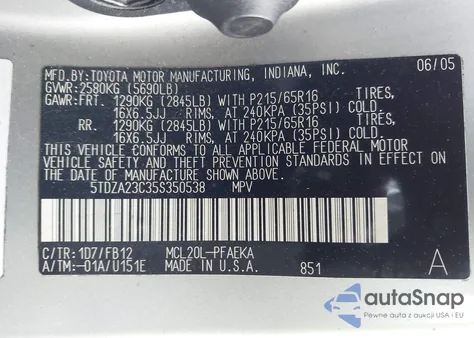 MFD.BY:TOYOTA MOTOR MANUFACTURING, INDIANA, INC. 06/05
GVWR:2580KG (5690LB)
GAWR:FRT. 1290KG (2845LB) WITH P215/65R16 TIRES,
16X6.5JJ RIMS, AT 240KPA (35PSI) COLD.
RR. 1290KG (2845LB) WITH P215/65R16 TIRES,
16X6.5JJ RIMS, AT 240KPA (35PSI) COLD.
THIS VEHICLE CONFORMS TO ALL APPLICABLE FEDERAL MOTOR
VEHICLE SAFETY AND THEFT PREVENTION STANDARDS IN EFFECT ON
THE DATE OF MANUFACTURE SHOWN ABOVE.
5TDZA23C35S350538 MPV
C/TR:1D7/FB12 MCL20L-PFAEKA
A/TM:-01A/U151E MADE IN U.S.A. 851 A
autoSnap
Pewne auta z aukcji USA i EU